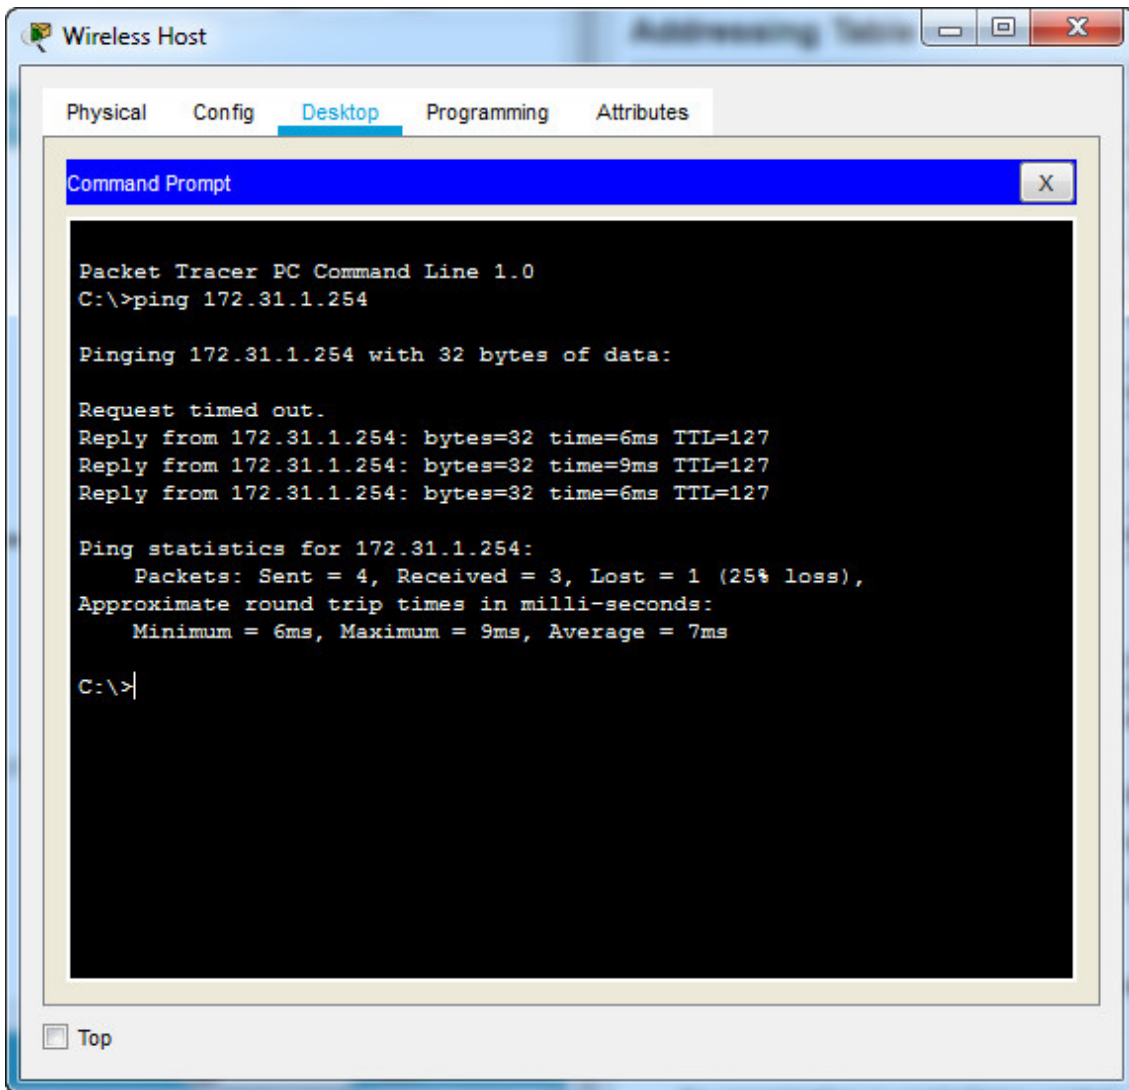 Wireless Host
Addressing Table
Physical Config Desktop Programming Attributes
Command Prompt
X
Packet Tracer PC Command Line 1.0
C:\>ping 172.31.1.254
Pinging 172.31.1.254 with 32 bytes of data:
Request timed out.
Reply from 172.31.1.254: bytes=32 time=6ms TTL=127
Reply from 172.31.1.254: bytes=32 time=9ms TTL=127
Reply from 172.31.1.254: bytes=32 time=6ms TTL=127
Ping statistics for 172.31.1.254:
Packets: Sent = 4, Received = 3, Lost = 1 (25% loss),
Approximate round trip times in milli-seconds:
Minimum = 6ms, Maximum = 9ms, Average = 7ms
C:\>
Top